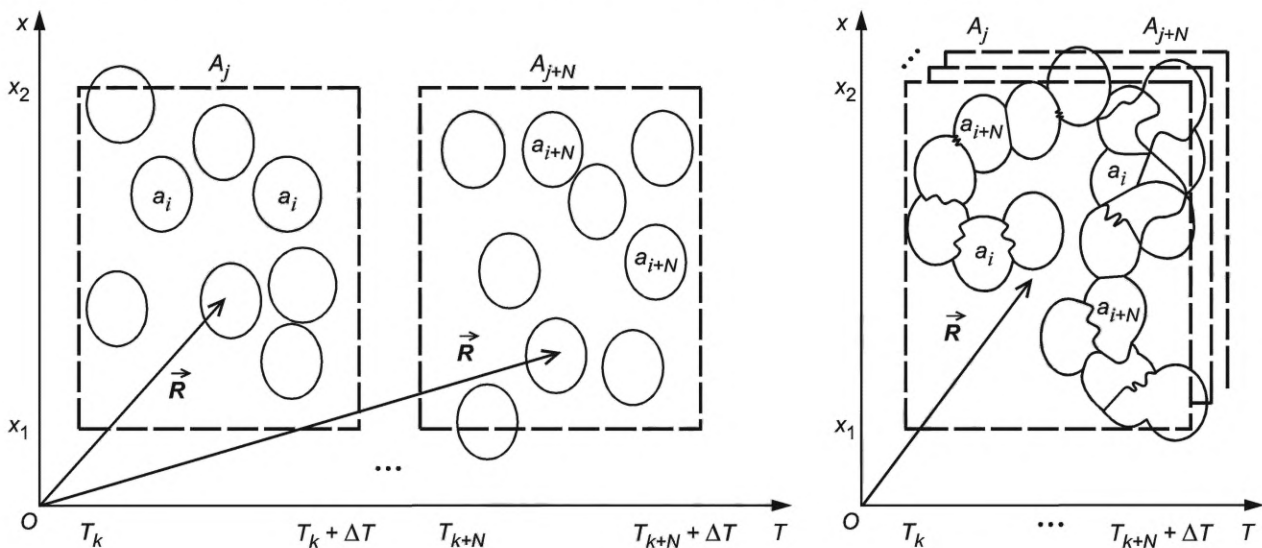 x
A_j
A_{j+N}
x_2
a_i
a_i
a_{i+N}
a_{i+N}
R
R
x_1
...
O
T_k
T_k + ΔT
T_{k+N}
T_{k+N} + ΔT
T
x
...
A_j
A_{j+N}
x_2
a_{i+N}
a_i
a_i
a_{i+N}
R
x_1
O
T_k
...
T_{k+N} + ΔT
T